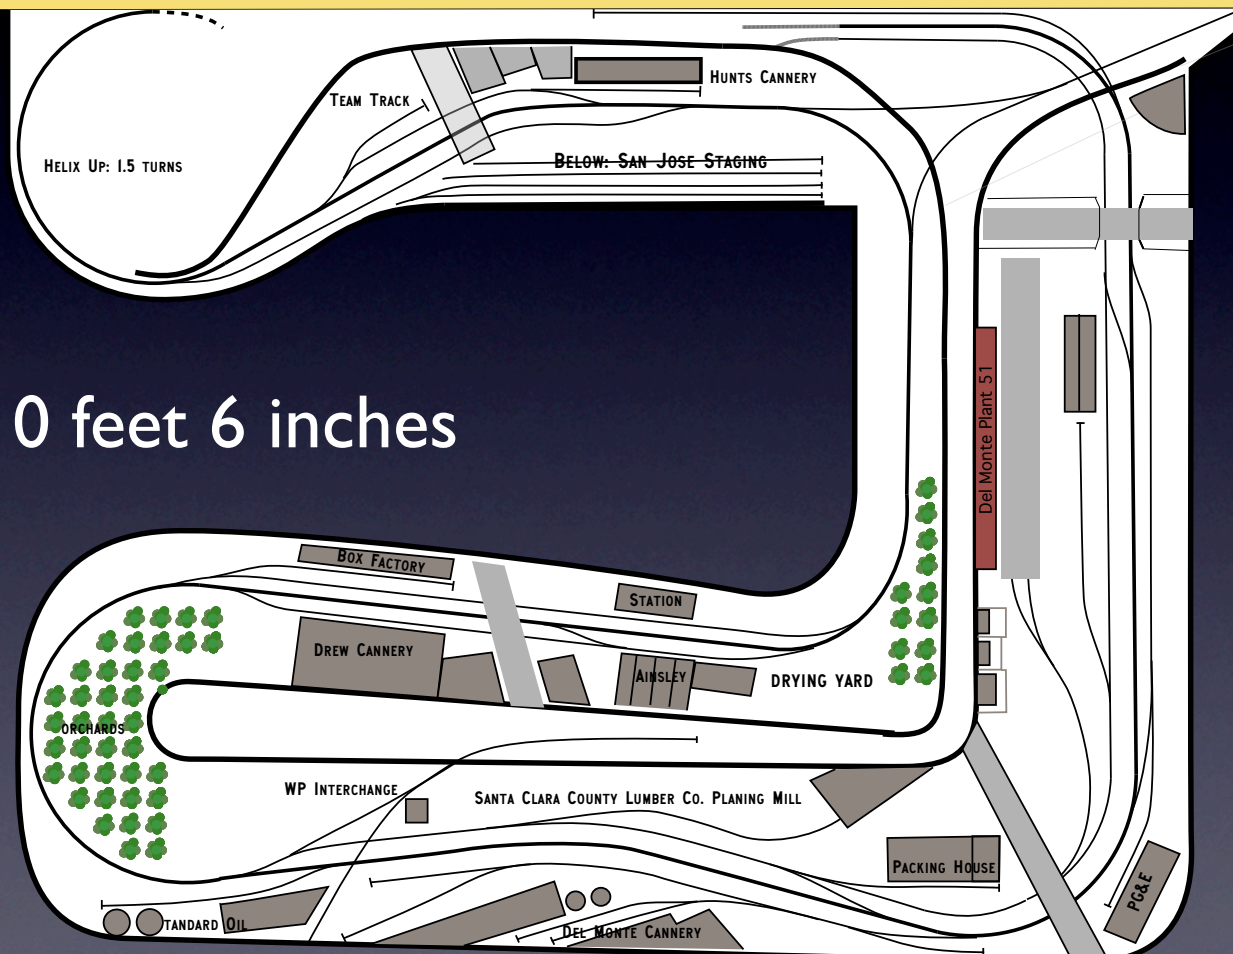 Hunts Cannery
Team Track
Below: San Jose Staging
Helix Up: 1.5 turns
Del Monte Plant 51
0 feet 6 inches
Box Factory
Station
Drew Cannery
Ainsley
DRYING YARD
ORCHARDS
WP Interchange
Santa Clara County Lumber Co. Planing Mill
Packing House
PG&E
tandard Oil
Del Monte Cannery